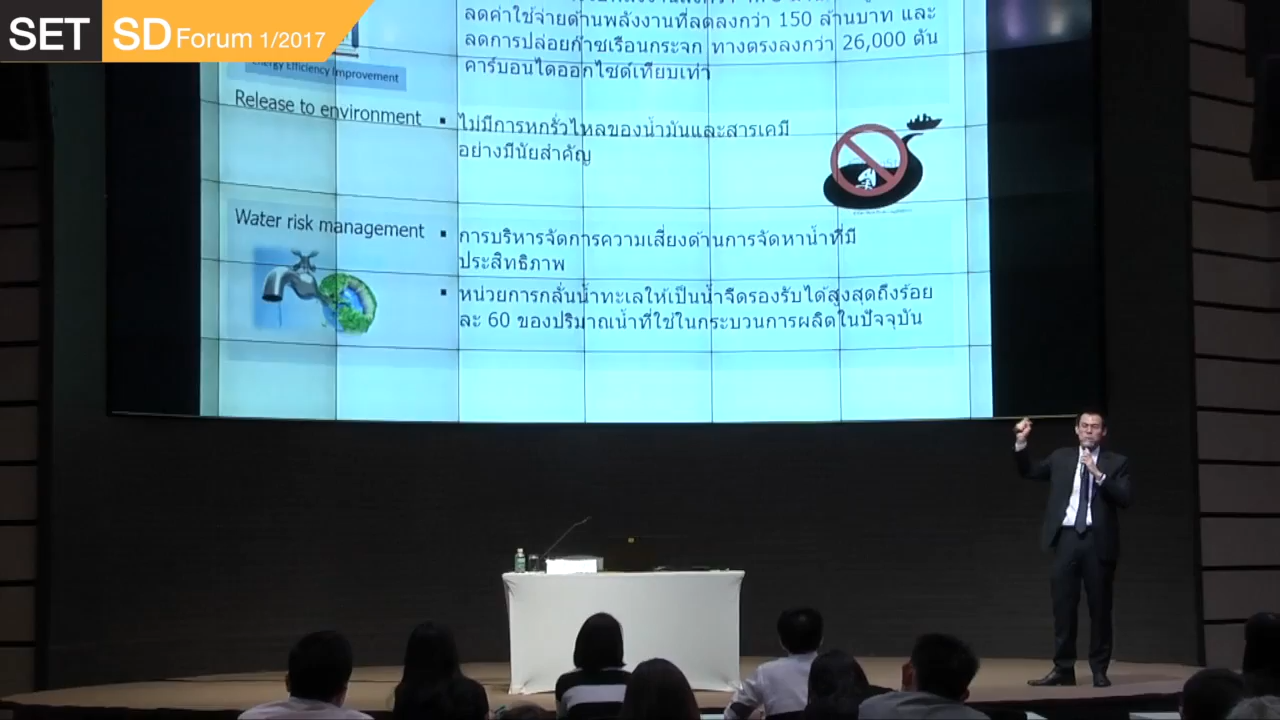 SET SD Forum 1/2017
ลดค่าใช้จ่ายด้านพลังงานที่ลดลงกว่า 150 ล้านบาท และ
ลดการปล่อยก๊าซเรือนกระจก ทางตรงลงกว่า 26,000 ตัน
คาร์บอนไดออกไซด์เทียบเท่า
Energy Efficiency Improvement
Release to environment
▪ ไม่มีการหกรั่วไหลของน้ำมันและสารเคมี
อย่างมีนัยสำคัญ
Water risk management
▪ การบริหารจัดการความเสี่ยงด้านการจัดหาน้ำที่มี
ประสิทธิภาพ
▪ หน่วยการกลั่นน้ำทะเลให้เป็นน้ำจืดรองรับได้สูงสุดถึงร้อย
ละ 60 ของปริมาณน้ำที่ใช้ในกระบวนการผลิตในปัจจุบัน